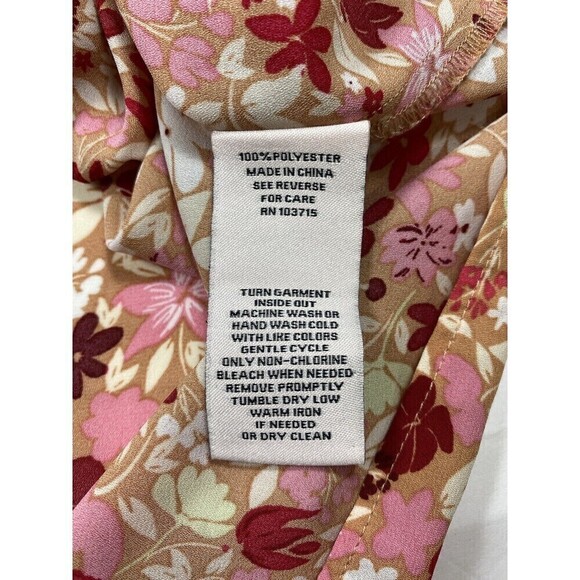 100% POLYESTER
MADE IN CHINA
SEE REVERSE
FOR CARE
RN 103715
TURN GARMENT
INSIDE OUT
MACHINE WASH OR
HAND WASH COLD
WITH LIKE COLORS
GENTLE CYCLE
ONLY NON-CHLORINE
BLEACH WHEN NEEDED
REMOVE PROMPTLY
TUMBLE DRY LOW
WARM IRON
IF NEEDED
OR DRY CLEAN